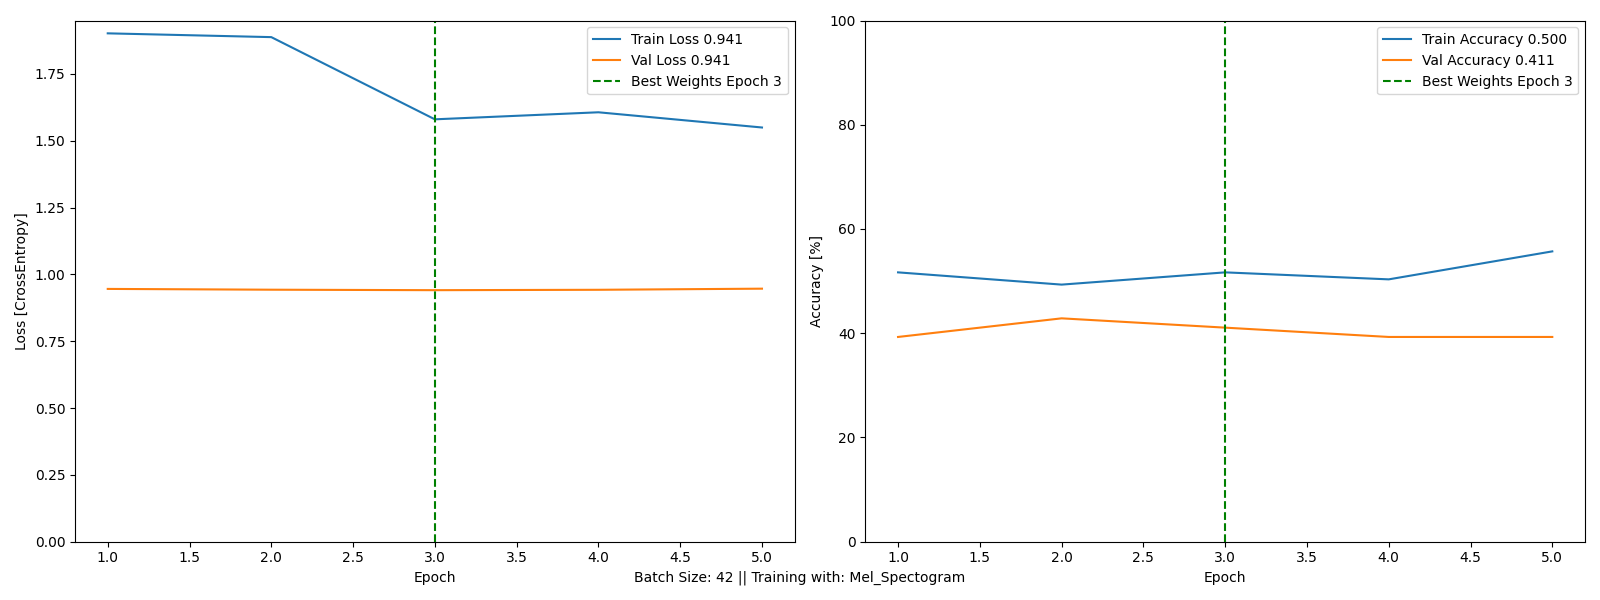 Train Loss 0.941
Val Loss 0.941
Best Weights Epoch 3
1.75
1.50
1.25
1.00
0.75
0.50
0.25
0.00
Loss [CrossEntropy]
1.0 1.5 2.0 2.5 3.0 3.5 4.0 4.5 5.0
Epoch
Train Accuracy 0.500
Val Accuracy 0.411
Best Weights Epoch 3
100
80
60
40
20
0
Accuracy [%]
1.0 1.5 2.0 2.5 3.0 3.5 4.0 4.5 5.0
Epoch
Batch Size: 42 || Training with: Mel_Spectogram